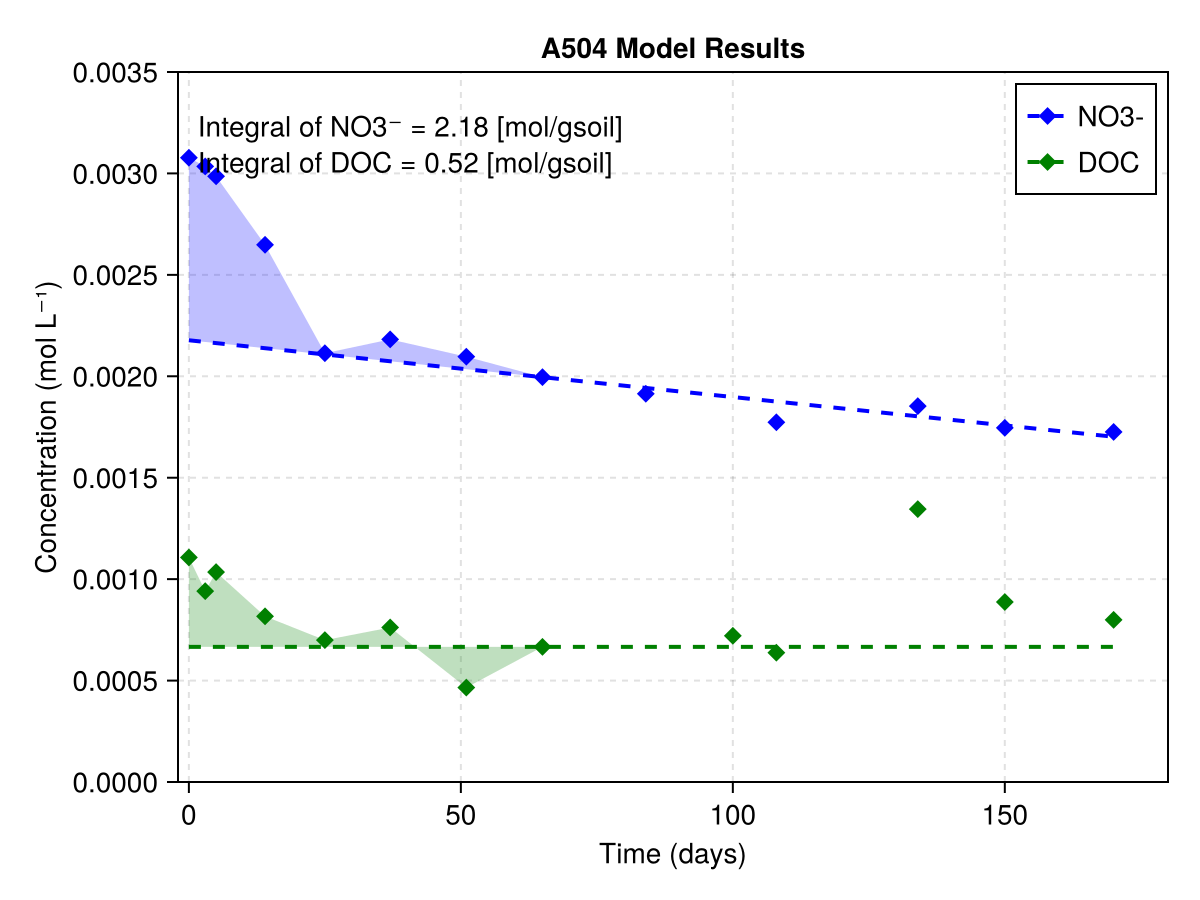 A504 Model Results
0.0035
0.0030
0.0025
0.0020
0.0015
0.0010
0.0005
0.0000
Concentration (mol L⁻¹)
Integral of NO3⁻ = 2.18 [mol/gsoil]
Integral of DOC = 0.52 [mol/gsoil]
NO3-
DOC
0 50 100 150
Time (days)